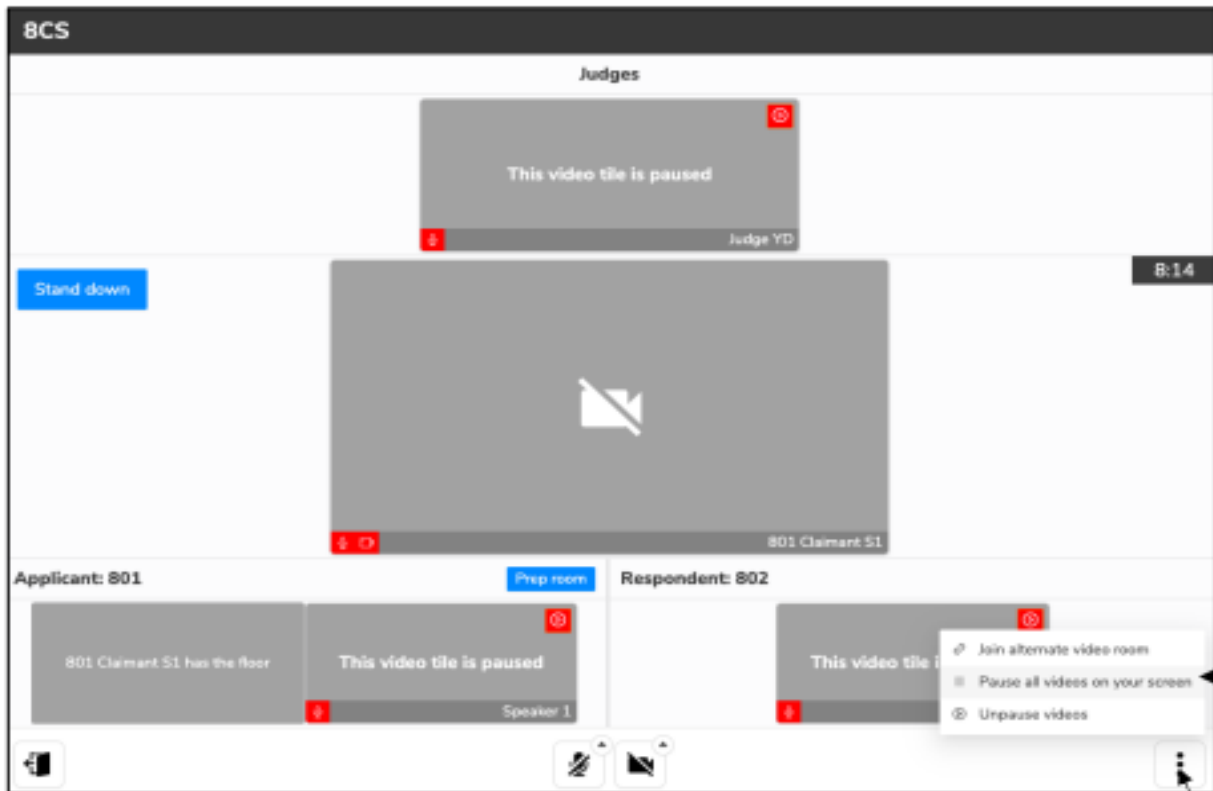 8CS
Judges
This video tile is paused
Judge YD
Stand down
8:14
801 Claimant S1
Applicant: 801
Prep room
Respondent: 802
801 Claimant S1 has the floor
This video tile is paused
Speaker 1
This video tile i
Join alternate video room
Pause all videos on your screen
Unpause videos